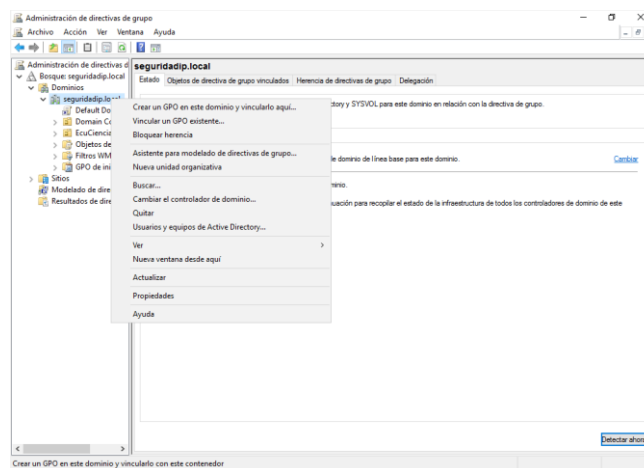 Administración de directivas de grupo
Archivo Acción Ver Ventana Ayuda
Administración de directivas d
Bosque: seguridadip.local
Dominios
seguridadip.local
Default Do
Domain Co
EcuCiencia
Objetos de
Filtros WM
GPO de ini
Sitios
Modelado de dire
Resultados de dire
seguridadip.local
Estado Objetos de directiva de grupo vinculados Herencia de directivas de grupo Delegación
ctory y SYSVOL para este dominio en relación con la directiva de grupo.
de dominio de línea base para este dominio. Cambiar
minio.
uación para recopilar el estado de la infraestructura de todos los controladores de dominio de este
Crear un GPO en este dominio y vincularlo aquí...
Vincular un GPO existente...
Bloquear herencia
Asistente para modelado de directivas de grupo...
Nueva unidad organizativa
Buscar...
Cambiar el controlador de dominio...
Quitar
Usuarios y equipos de Active Directory...
Ver
Nueva ventana desde aquí
Actualizar
Propiedades
Ayuda
Detectar ahora
Crear un GPO en este dominio y vincularlo con este contenedor